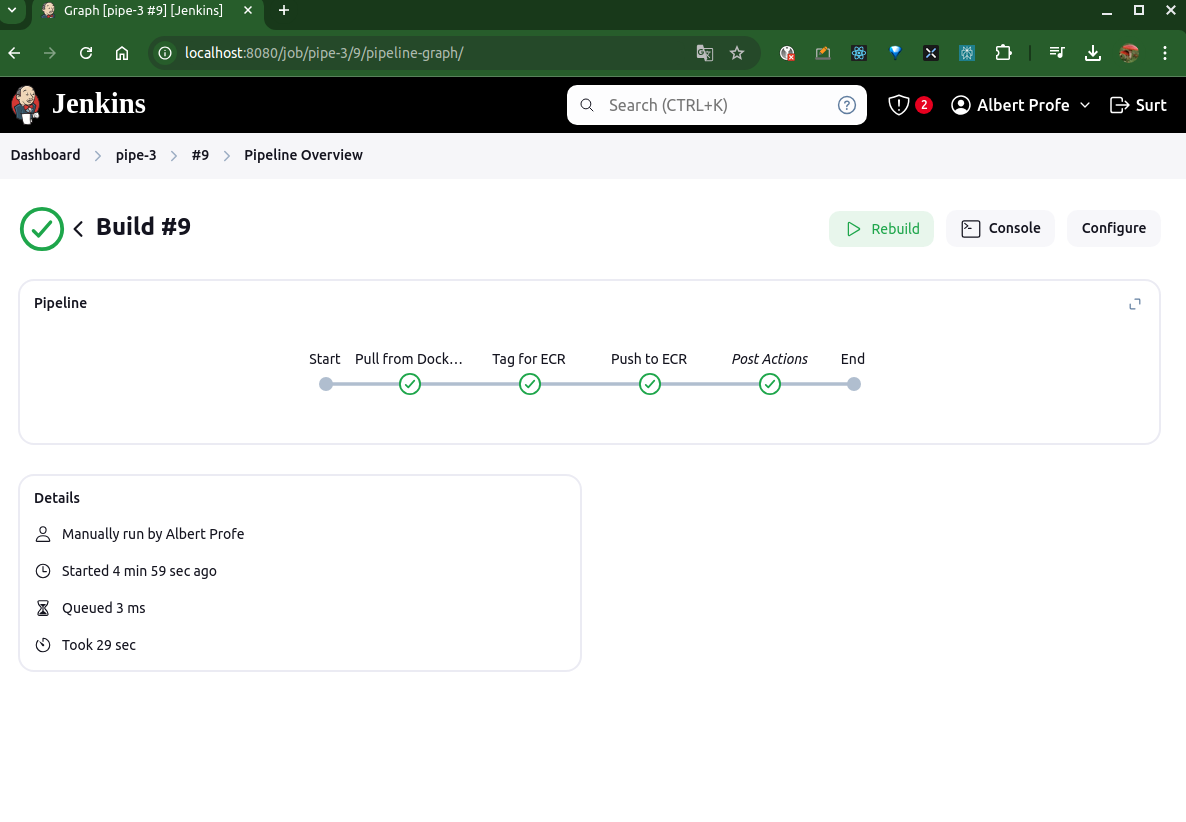 Graph [pipe-3 #9] [Jenkins]
localhost:8080/job/pipe-3/9/pipeline-graph/
Jenkins
Search (CTRL+K)
2
Albert Profe
Surt
Dashboard
pipe-3
#9
Pipeline Overview
Build #9
Rebuild
Console
Configure
Pipeline
Start
Pull from Dock...
Tag for ECR
Push to ECR
Post Actions
End
Details
Manually run by Albert Profe
Started 4 min 59 sec ago
Queued 3 ms
Took 29 sec